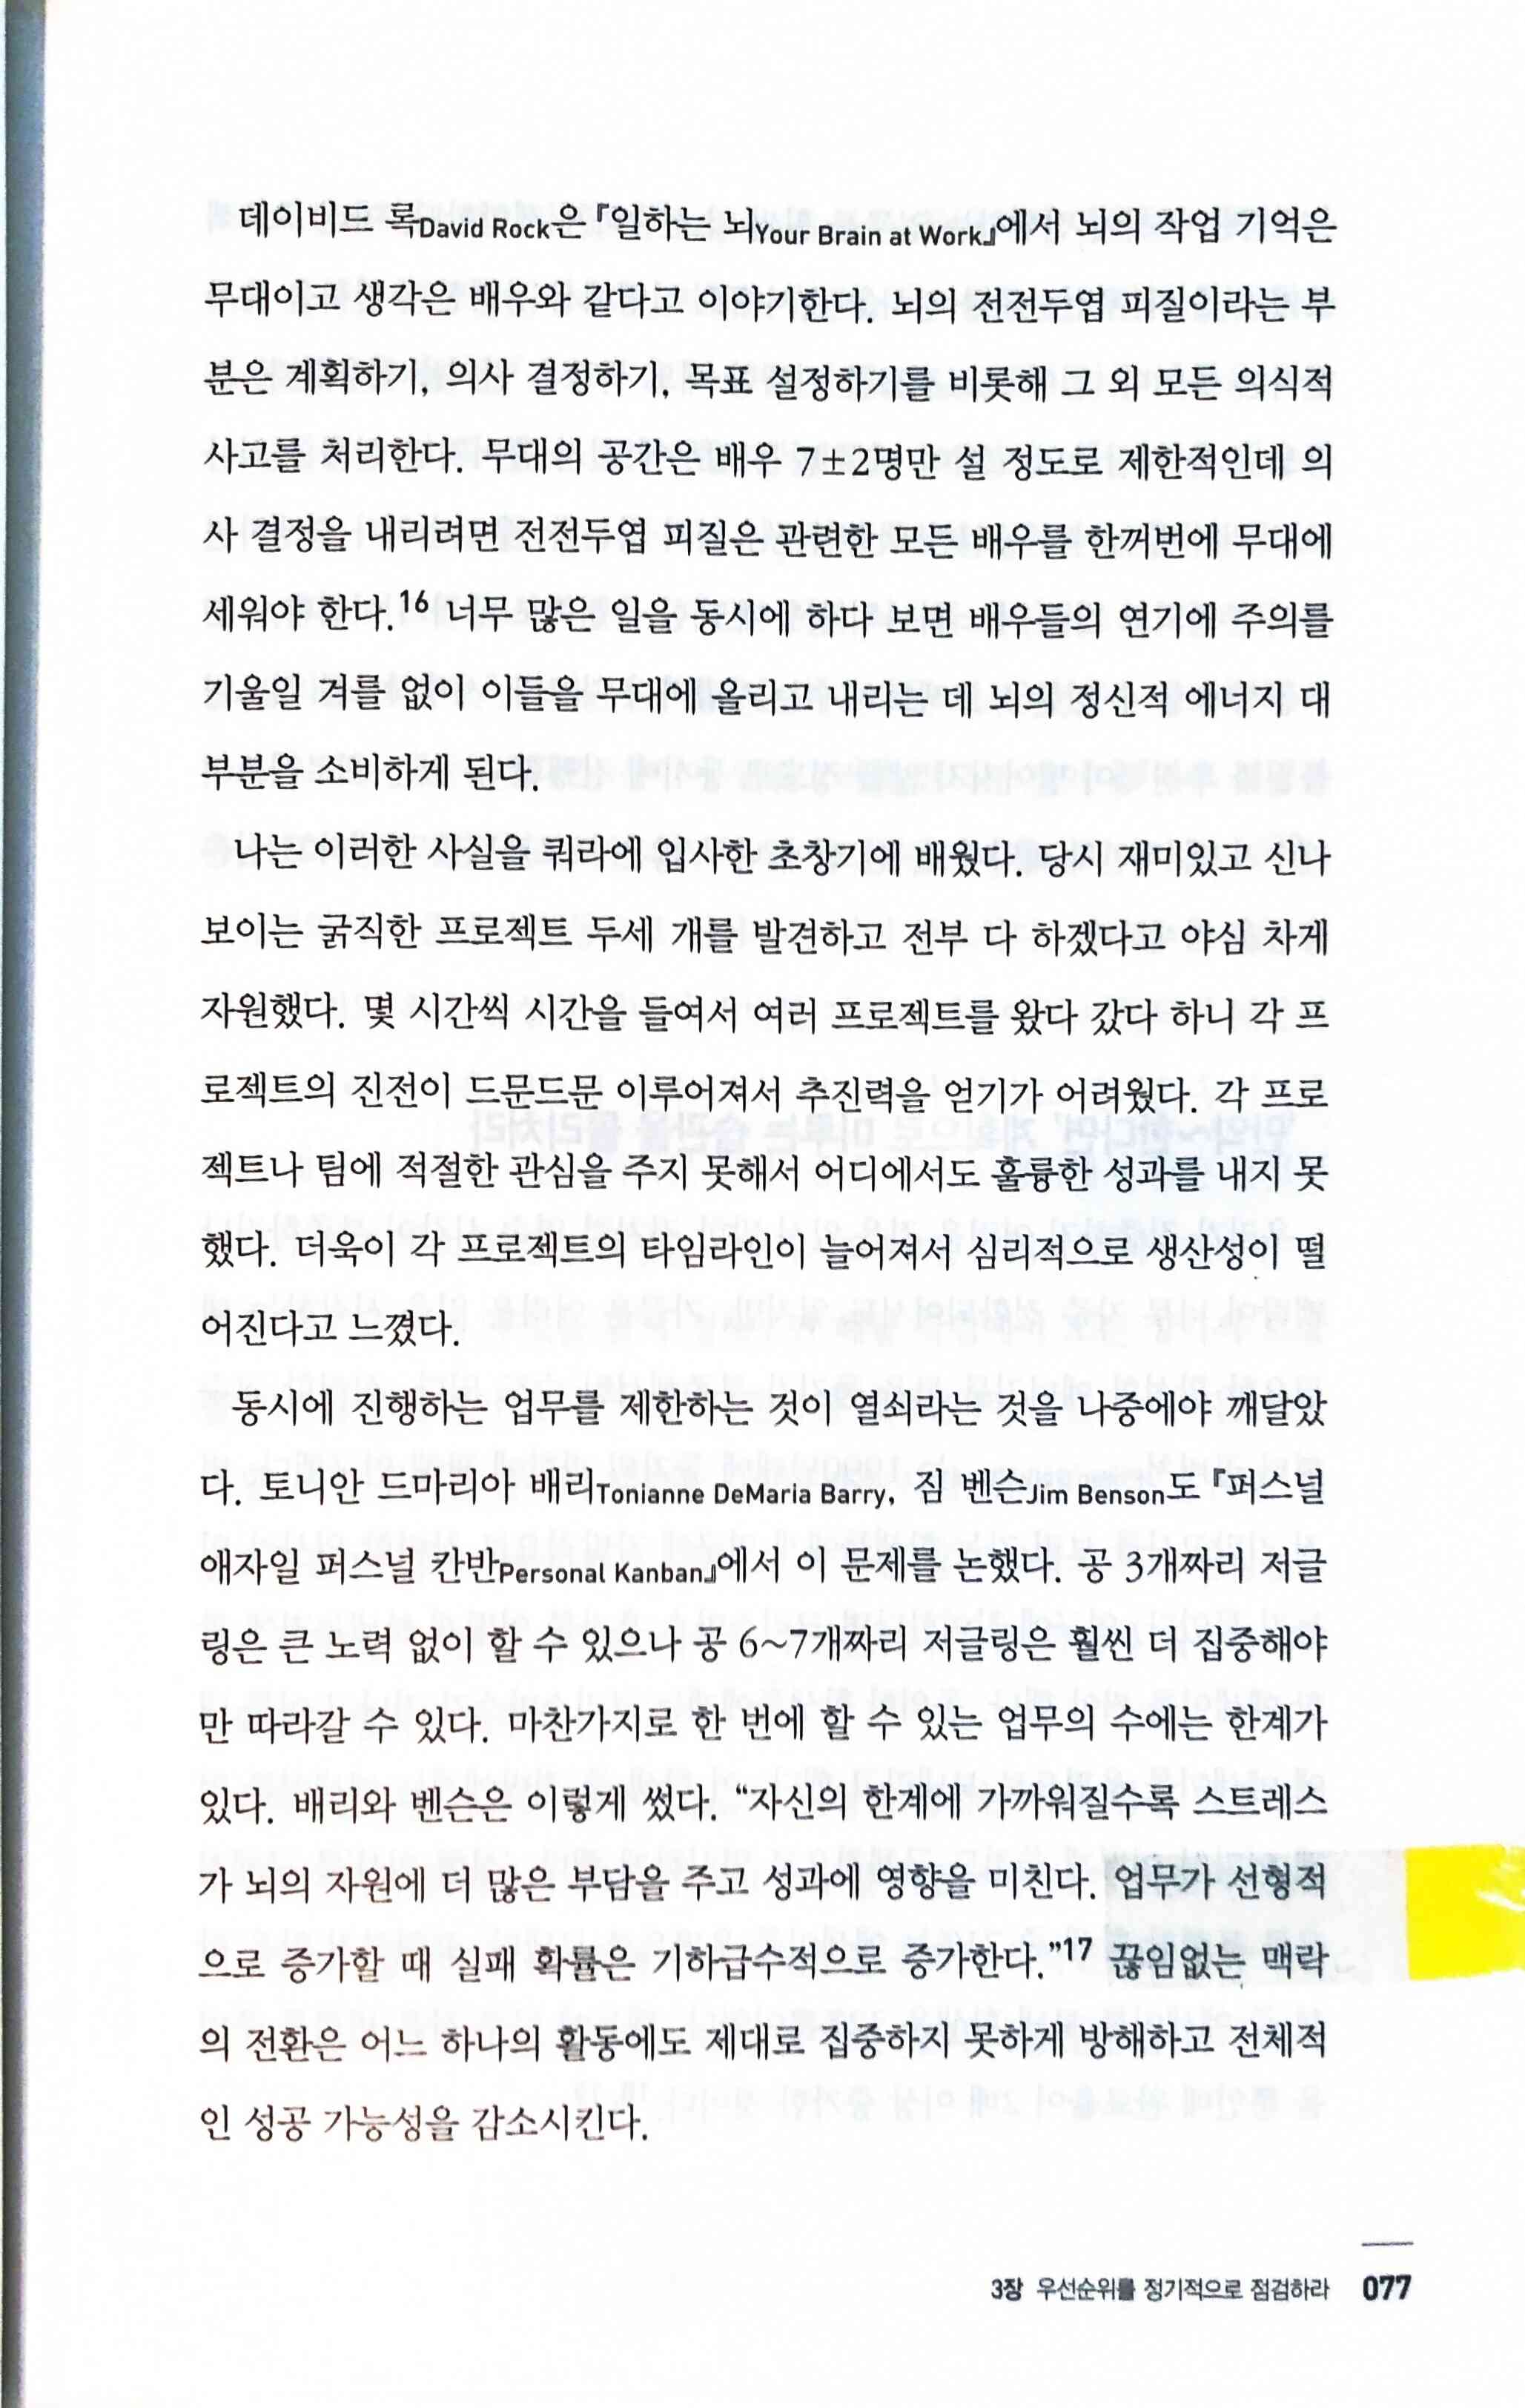 데이비드 록David Rock은 『일하는 뇌Your Brain at Work』에서 뇌의 작업 기억은
무대이고 생각은 배우와 같다고 이야기한다. 뇌의 전전두엽 피질이라는 부
분은 계획하기, 의사 결정하기, 목표 설정하기를 비롯해 그 외 모든 의식적
사고를 처리한다. 무대의 공간은 배우 7±2명만 설 정도로 제한적인데 의
사 결정을 내리려면 전전두엽 피질은 관련한 모든 배우를 한꺼번에 무대에
세워야 한다.16 너무 많은 일을 동시에 하다 보면 배우들의 연기에 주의를
기울일 겨를 없이 이들을 무대에 올리고 내리는 데 뇌의 정신적 에너지 대
부분을 소비하게 된다.
나는 이러한 사실을 쿼라에 입사한 초창기에 배웠다. 당시 재미있고 신나
보이는 굵직한 프로젝트 두세 개를 발견하고 전부 다 하겠다고 야심 차게
자원했다. 몇 시간씩 시간을 들여서 여러 프로젝트를 왔다 갔다 하니 각 프
로젝트의 진전이 드문드문 이루어져서 추진력을 얻기가 어려웠다. 각 프로
젝트나 팀에 적절한 관심을 주지 못해서 어디에서도 훌륭한 성과를 내지 못
했다. 더욱이 각 프로젝트의 타임라인이 늘어져서 심리적으로 생산성이 떨
어진다고 느꼈다.
동시에 진행하는 업무를 제한하는 것이 열쇠라는 것을 나중에야 깨달았
다. 토니안 드마리아 배리Tonianne DeMaria Barry, 짐 벤슨Jim Benson도 『퍼스널
애자일 퍼스널 칸반Personal Kanban』에서 이 문제를 논했다. 공 3개짜리 저글
링은 큰 노력 없이 할 수 있으나 공 6~7개짜리 저글링은 훨씬 더 집중해야
만 따라갈 수 있다. 마찬가지로 한 번에 할 수 있는 업무의 수에는 한계가
있다. 배리와 벤슨은 이렇게 썼다. “자신의 한계에 가까워질수록 스트레스
가 뇌의 자원에 더 많은 부담을 주고 성과에 영향을 미친다. 업무가 선형적
으로 증가할 때 실패 확률은 기하급수적으로 증가한다.”17 끊임없는 맥락
의 전환은 어느 하나의 활동에도 제대로 집중하지 못하게 방해하고 전체적
인 성공 가능성을 감소시킨다.
3장 우선순위를 정기적으로 점검하라 077